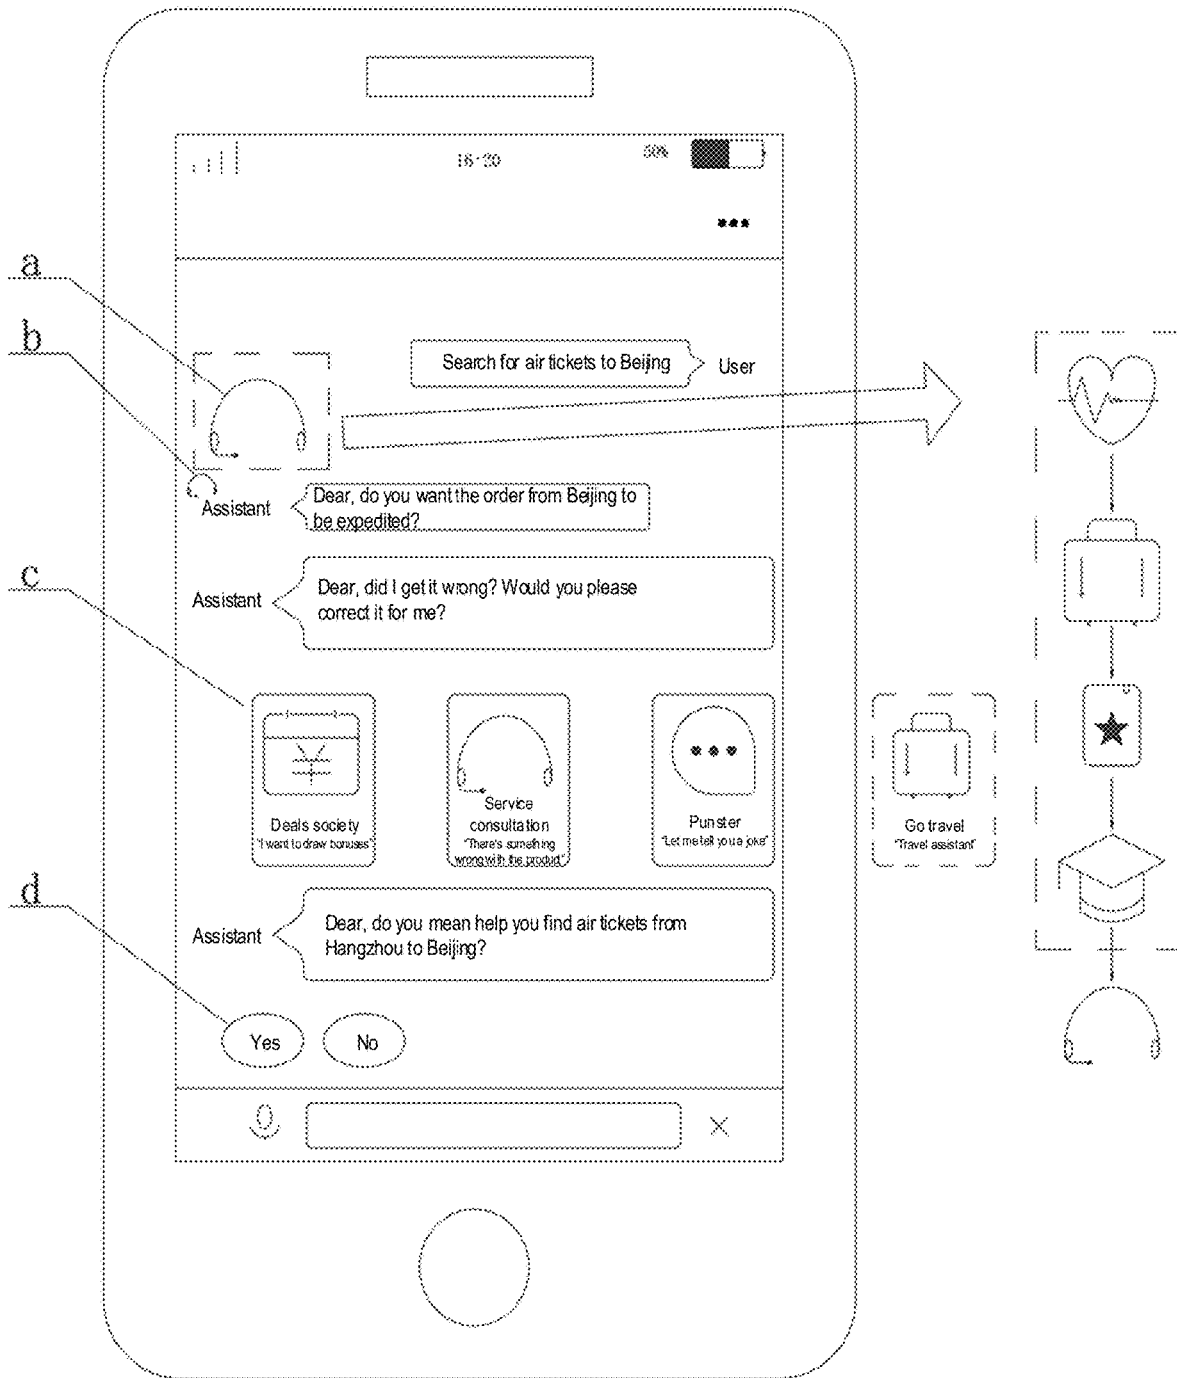 16:20
50%
a
b
Search for air tickets to Beijing
User
Assistant
Dear, do you want the order from Beijing to
be expedited?
c
Assistant
Dear, did I get it wrong? Would you please
correct it for me?
¥
Deals society
"I want to draw bonuses"
Service
consultation
"There's something
wrong with the product"
Punster
"Let me tell you a joke"
Go travel
"Travel assistant"
d
Assistant
Dear, do you mean help you find air tickets from
Hangzhou to Beijing?
Yes
No